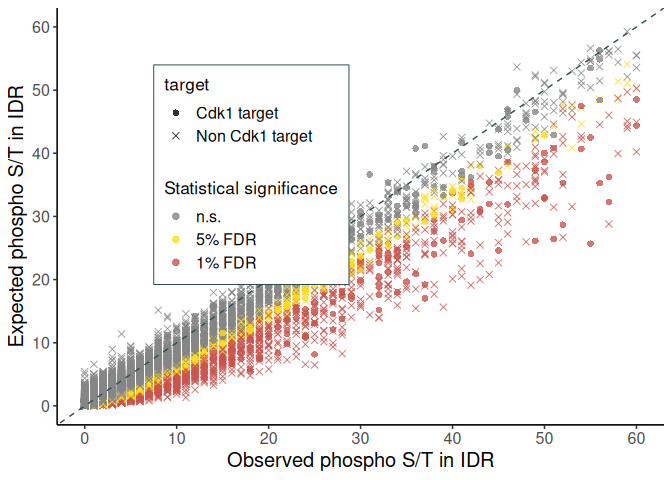 Expected phospho S/T in IDR
60
50
40
30
20
10
0
target
Cdk1 target
Non Cdk1 target
Statistical significance
n.s.
5% FDR
1% FDR
0
10
20
30
40
50
60
Observed phospho S/T in IDR